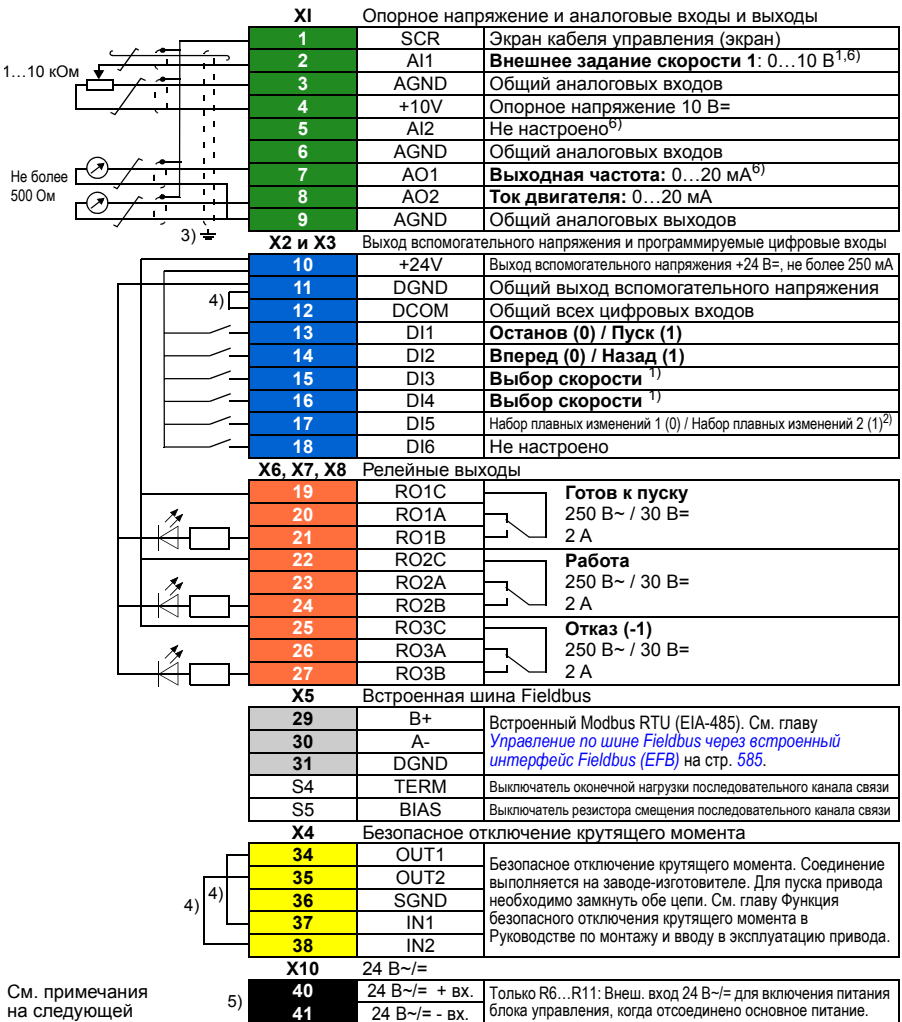 XI Опорное напряжение и аналоговые входы и выходы
1 SCR Экран кабеля управления (экран)
2 AI1 Внешнее задание скорости 1: 0…10 В1,6)
1…10 кОм
3 AGND Общий аналоговых входов
4 +10V Опорное напряжение 10 В=
5 AI2 Не настроено6)
6 AGND Общий аналоговых входов
7 AO1 Выходная частота: 0…20 мА6)
Не более
500 Ом
8 AO2 Ток двигателя: 0…20 мА
9 AGND Общий аналоговых выходов
3)
X2 и X3 Выход вспомогательного напряжения и программируемые цифровые входы
10 +24V Выход вспомогательного напряжения +24 В=, не более 250 мА
11 DGND Общий выход вспомогательного напряжения
4)
12 DCOM Общий всех цифровых входов
13 DI1 Останов (0) / Пуск (1)
14 DI2 Вперед (0) / Назад (1)
15 DI3 Выбор скорости 1)
16 DI4 Выбор скорости 1)
17 DI5 Набор плавных изменений 1 (0) / Набор плавных изменений 2 (1)2)
18 DI6 Не настроено
X6, X7, X8 Релейные выходы
19 RO1C Готов к пуску
20 RO1A 250 В~ / 30 В=
21 RO1B 2 А
22 RO2C Работа
23 RO2A 250 В~ / 30 В=
24 RO2B 2 А
25 RO3C Отказ (-1)
26 RO3A 250 В~ / 30 В=
27 RO3B 2 А
X5 Встроенная шина Fieldbus
29 B+
30 A-
31 DGND
Встроенный Modbus RTU (EIA-485). См. главу
Управление по шине Fieldbus через встроенный
интерфейс Fieldbus (EFB) на стр. 585.
S4 TERM Выключатель оконечной нагрузки последовательного канала связи
S5 BIAS Выключатель резистора смещения последовательного канала связи
X4 Безопасное отключение крутящего момента
34 OUT1
35 OUT2
36 SGND
37 IN1
38 IN2
4)
4)
Безопасное отключение крутящего момента. Соединение
выполняется на заводе-изготовителе. Для пуска привода
необходимо замкнуть обе цепи. См. главу Функция
безопасного отключения крутящего момента в
Руководстве по монтажу и вводу в эксплуатацию привода.
X10 24 В~/=
40 24 В~/= + вх.
41 24 В~/= - вх.
5)
Только R6…R11: Внеш. вход 24 В~/= для включения питания
блока управления, когда отсоединено основное питание.
См. примечания
на следующей